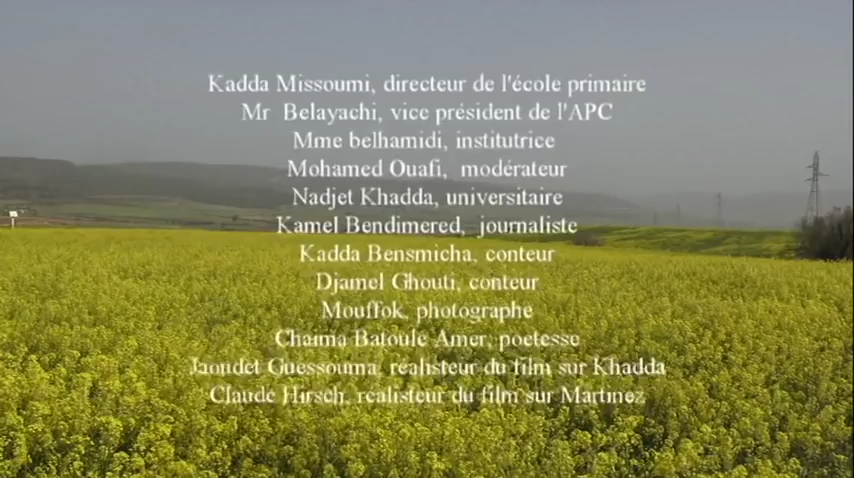 Kadda Missoumi, directeur de l'école primaire
Mr Belayachi, vice président de l'APC
Mme belhamidi, institutrice
Mohamed Ouafi, modérateur
Nadjet Khadda, universitaire
Kamel Bendimered, journaliste
Kadda Bensmicha, conteur
Djamel Ghouti, conteur
Mouffok, photographe
Chaima Batoule Amer, poetesse
Jaoudet Guessouma, réalisteur du film sur Khadda
Claude Hirsch, réalisteur du film sur Martinez